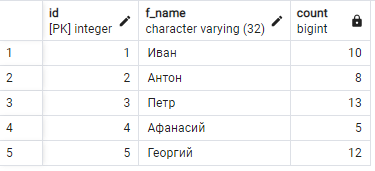 id f_name count
[PK] integer character varying (32) bigint
1 1 Иван 10
2 2 Антон 8
3 3 Петр 13
4 4 Афанасий 5
5 5 Георгий 12